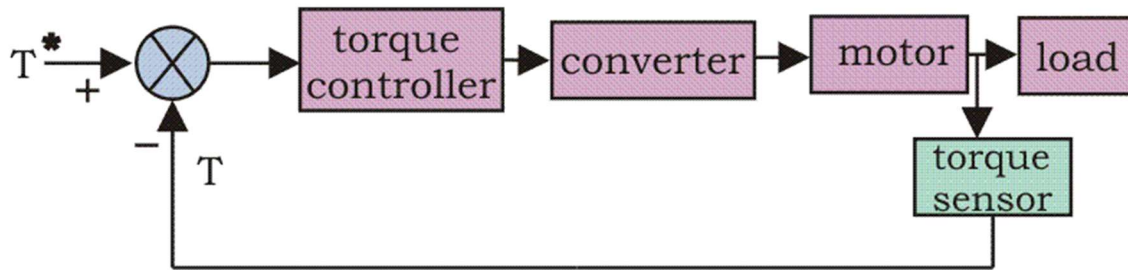 T*
+
−
T
torque
controller
converter
motor
load
torque
sensor